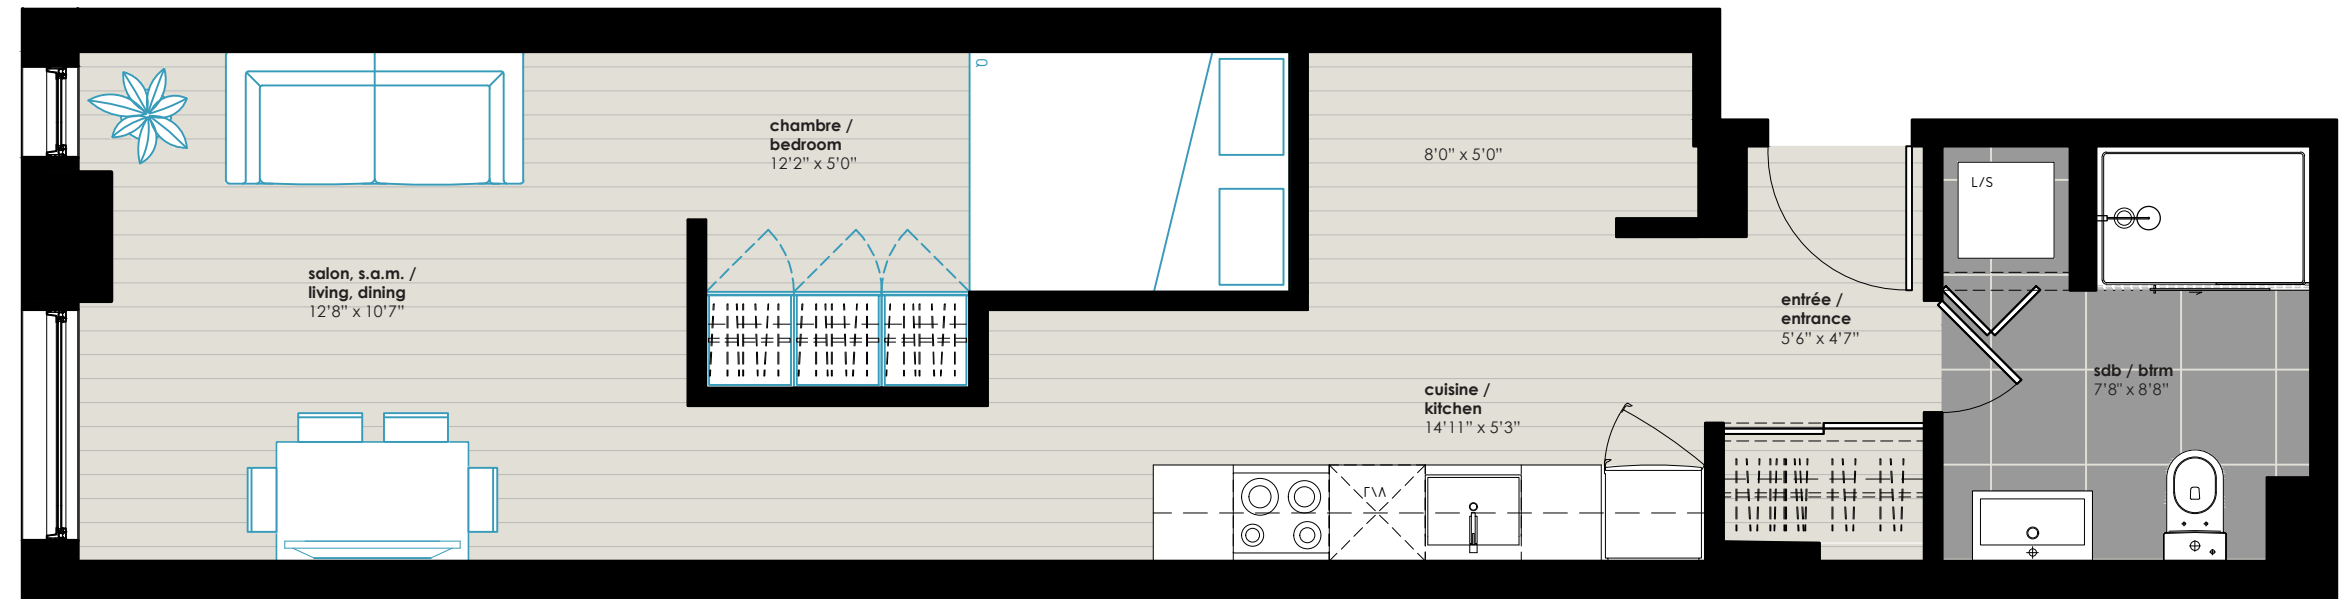 Q
chambre /
bedroom
12'2" x 5'0"
8'0" x 5'0"
L/S
salon, s.a.m. /
living, dining
12'8" x 10'7"
entrée /
entrance
5'6" x 4'7"
cuisine /
kitchen
14'11" x 5'3"
sdb / btrm
7'8" x 8'8"
L\V